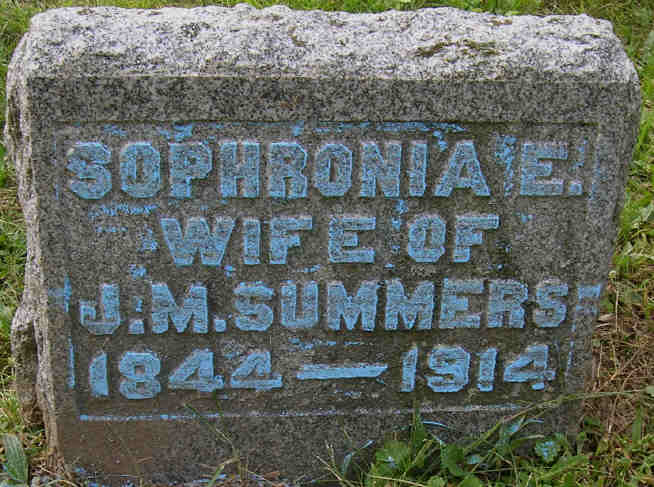 SOPHRONIA E.
WIFE OF
J.M. SUMMERS
1844 — 1914